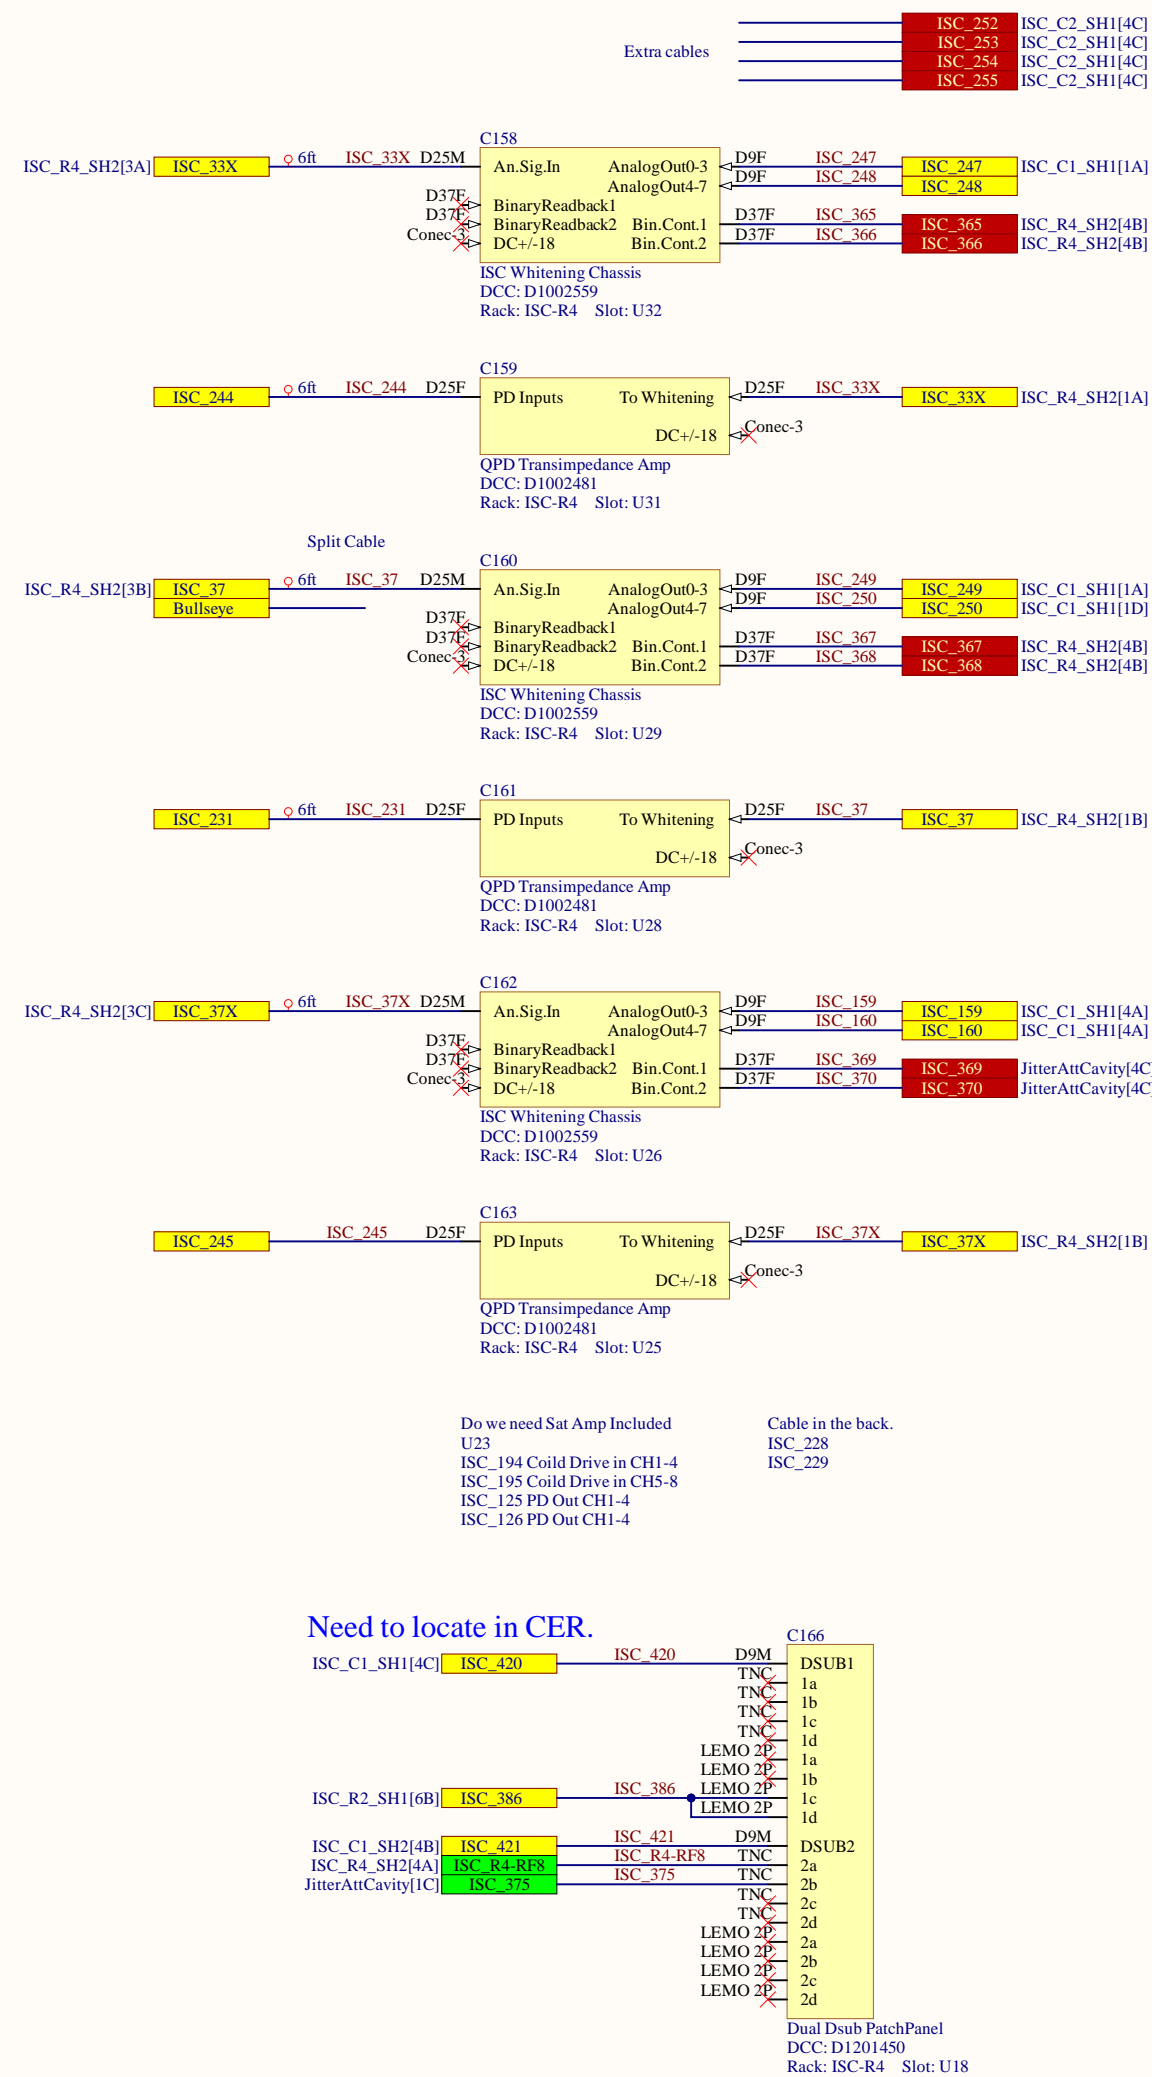 ISC_252 ISC_C2_SH1[4C]
Extra cables ISC_253 ISC_C2_SH1[4C]
ISC_254 ISC_C2_SH1[4C]
ISC_255 ISC_C2_SH1[4C]
C158
ISC_R4_SH2[3A] ISC_33X 6ft ISC_33X D25M An.Sig.In AnalogOut0-3 D9F ISC_247 ISC_247 ISC_C1_SH1[1A]
AnalogOut4-7 D9F ISC_248 ISC_248
D37F BinaryReadback1
D37F BinaryReadback2 Bin.Cont.1 D37F ISC_365 ISC_365 ISC_R4_SH2[4B]
Conec-3 DC+/-18 Bin.Cont.2 D37F ISC_366 ISC_366 ISC_R4_SH2[4B]
ISC Whitening Chassis
DCC: D1002559
Rack: ISC-R4 Slot: U32
C159
ISC_244 6ft ISC_244 D25F PD Inputs To Whitening D25F ISC_33X ISC_33X ISC_R4_SH2[1A]
DC+/-18 Conec-3
QPD Transimpedance Amp
DCC: D1002481
Rack: ISC-R4 Slot: U31
Split Cable
C160
ISC_R4_SH2[3B] ISC_37 6ft ISC_37 D25M An.Sig.In AnalogOut0-3 D9F ISC_249 ISC_249 ISC_C1_SH1[1A]
Bullseye AnalogOut4-7 D9F ISC_250 ISC_250 ISC_C1_SH1[1D]
D37F BinaryReadback1
D37F BinaryReadback2 Bin.Cont.1 D37F ISC_367 ISC_367 ISC_R4_SH2[4B]
Conec-3 DC+/-18 Bin.Cont.2 D37F ISC_368 ISC_368 ISC_R4_SH2[4B]
ISC Whitening Chassis
DCC: D1002559
Rack: ISC-R4 Slot: U29
C161
ISC_231 6ft ISC_231 D25F PD Inputs To Whitening D25F ISC_37 ISC_37 ISC_R4_SH2[1B]
DC+/-18 Conec-3
QPD Transimpedance Amp
DCC: D1002481
Rack: ISC-R4 Slot: U28
C162
ISC_R4_SH2[3C] ISC_37X 6ft ISC_37X D25M An.Sig.In AnalogOut0-3 D9F ISC_159 ISC_159 ISC_C1_SH1[4A]
AnalogOut4-7 D9F ISC_160 ISC_160 ISC_C1_SH1[4A]
D37F BinaryReadback1
D37F BinaryReadback2 Bin.Cont.1 D37F ISC_369 ISC_369 JitterAttCavity[4C]
Conec-3 DC+/-18 Bin.Cont.2 D37F ISC_370 ISC_370 JitterAttCavity[4C]
ISC Whitening Chassis
DCC: D1002559
Rack: ISC-R4 Slot: U26
C163
ISC_245 ISC_245 D25F PD Inputs To Whitening D25F ISC_37X ISC_37X ISC_R4_SH2[1B]
DC+/-18 Conec-3
QPD Transimpedance Amp
DCC: D1002481
Rack: ISC-R4 Slot: U25
Do we need Sat Amp Included
U23
ISC_194 Coild Drive in CH1-4
ISC_195 Coild Drive in CH5-8
ISC_125 PD Out CH1-4
ISC_126 PD Out CH1-4
Cable in the back.
ISC_228
ISC_229
Need to locate in CER.
C166
ISC_C1_SH1[4C] ISC_420 ISC_420 D9M DSUB1
TNC 1a
TNC 1b
TNC 1c
TNC 1d
LEMO 2P 1a
LEMO 2P 1b
ISC_R2_SH1[6B] ISC_386 ISC_386 LEMO 2P 1c
LEMO 2P 1d
ISC_C1_SH2[4B] ISC_421 ISC_421 D9M DSUB2
ISC_R4_SH2[4A] ISC_R4-RF8 ISC_R4-RF8 TNC 2a
JitterAttCavity[1C] ISC_375 ISC_375 TNC 2b
TNC 2c
TNC 2d
LEMO 2P 2a
LEMO 2P 2b
LEMO 2P 2c
LEMO 2P 2d
Dual Dsub PatchPanel
DCC: D1201450
Rack: ISC-R4 Slot: U18